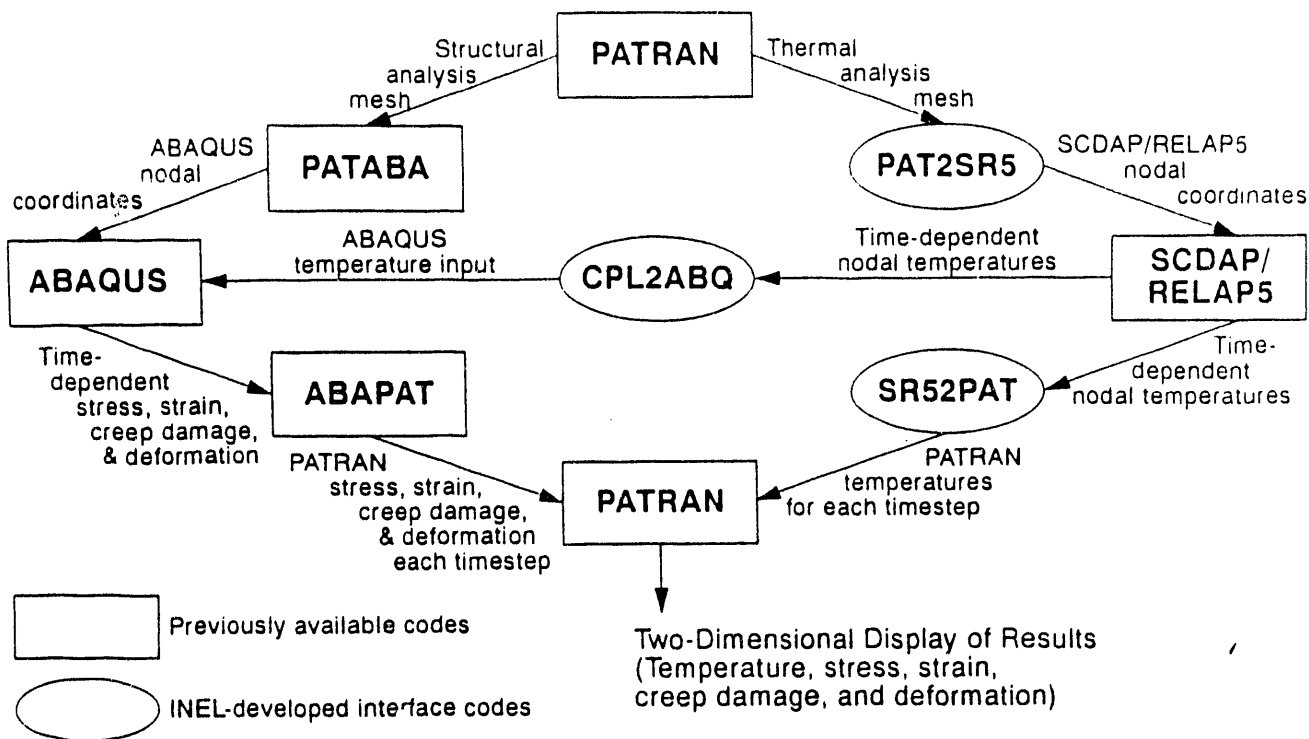 PATRAN
Structural
analysis
mesh
Thermal
analysis
mesh
PATABA
PAT2SR5
ABAQUS
nodal
coordinates
SCDAP/RELAP5
nodal
coordinates
ABAQUS
ABAQUS
temperature input
CPL2ABQ
Time-dependent
nodal temperatures
SCDAP/
RELAP5
Time-
dependent
stress, strain,
creep damage,
& deformation
ABAPAT
SR52PAT
Time-
dependent
nodal temperatures
PATRAN
stress, strain,
creep damage,
& deformation
each timestep
PATRAN
PATRAN
temperatures
for each timestep
Previously available codes
INEL-developed interface codes
Two-Dimensional Display of Results
(Temperature, stress, strain,
creep damage, and deformation)